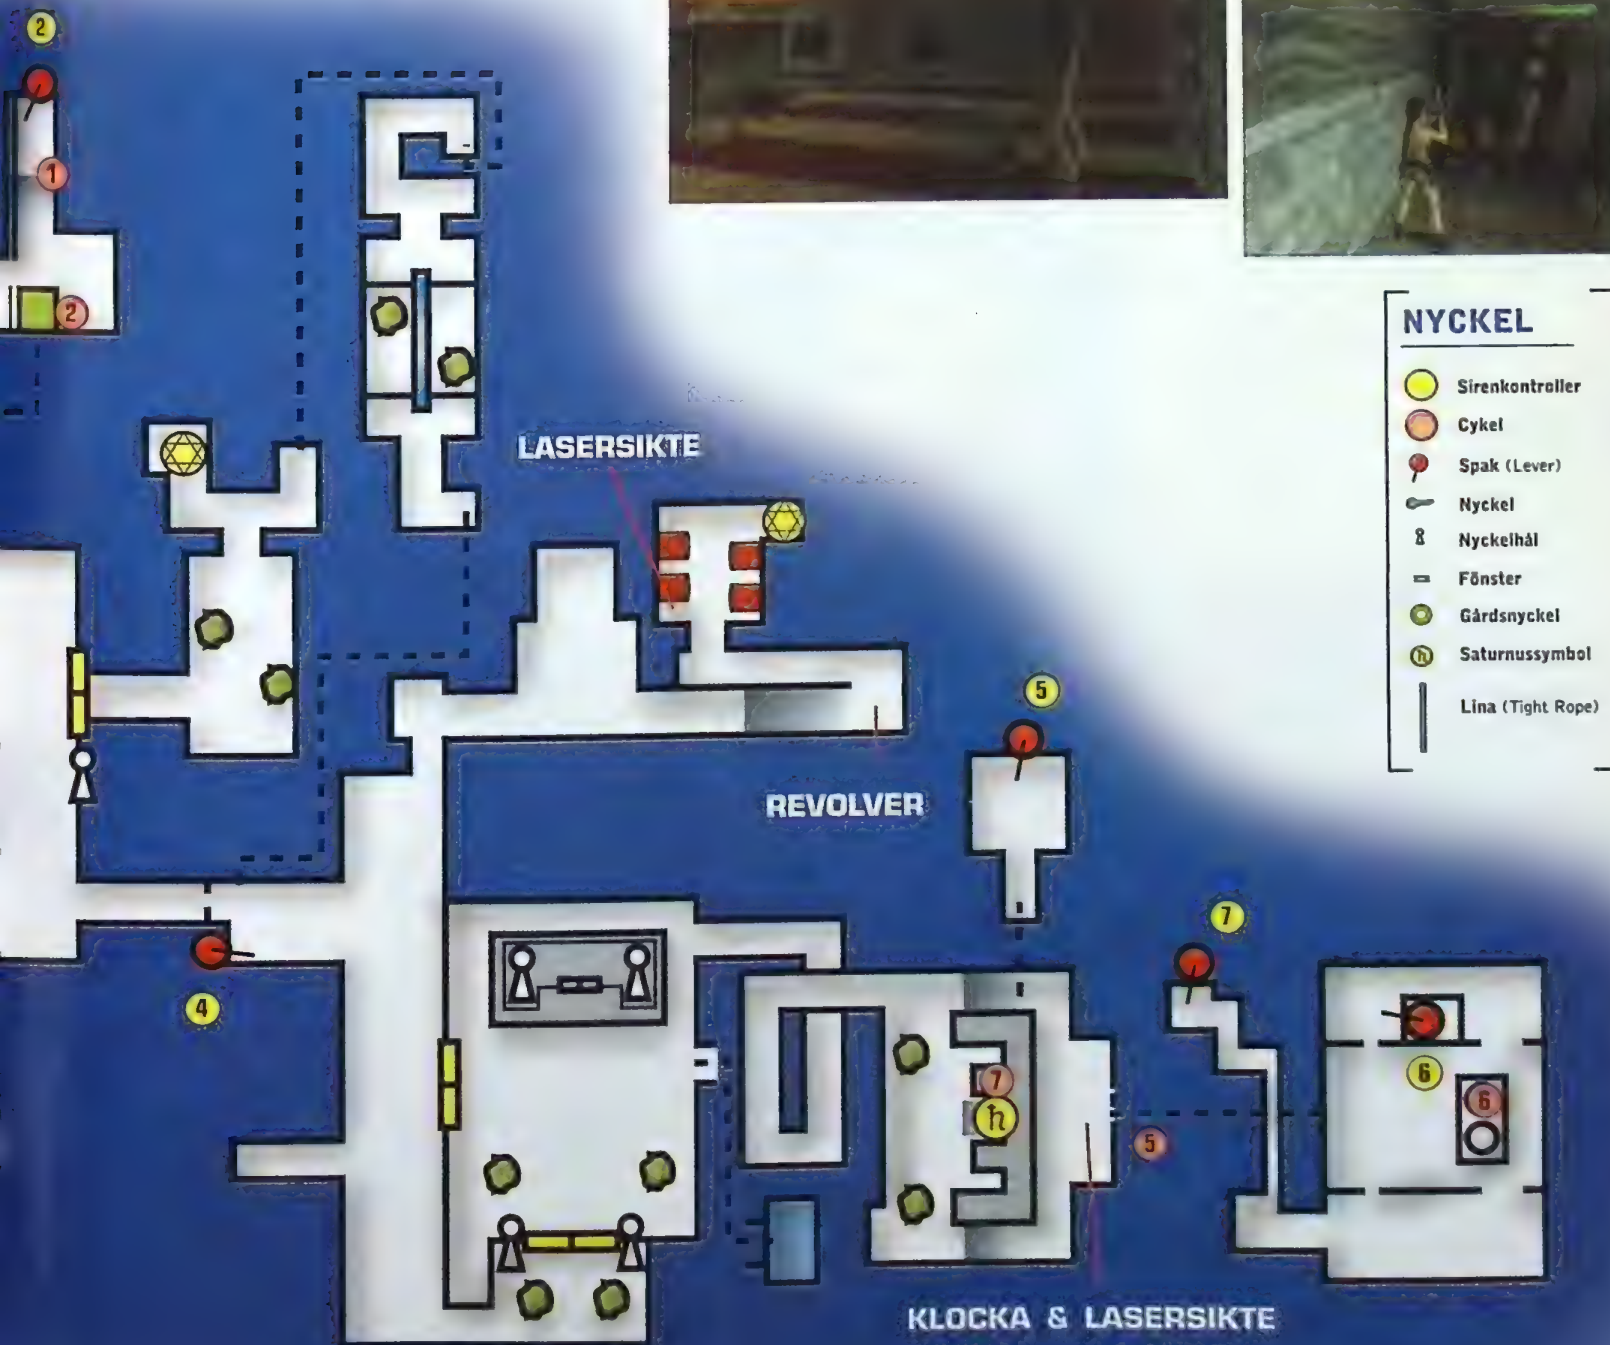 2
1
2
NYCKEL
Sirenkontroller
Cykel
Spak (Lever)
Nyckel
Nyckelhål
Fönster
Gårdsnyckel
Saturnussymbol
Lina (Tight Rope)
LASERSIKTE
5
REVOLVER
7
4
6
7
6
5
KLOCKA & LASERSIKTE